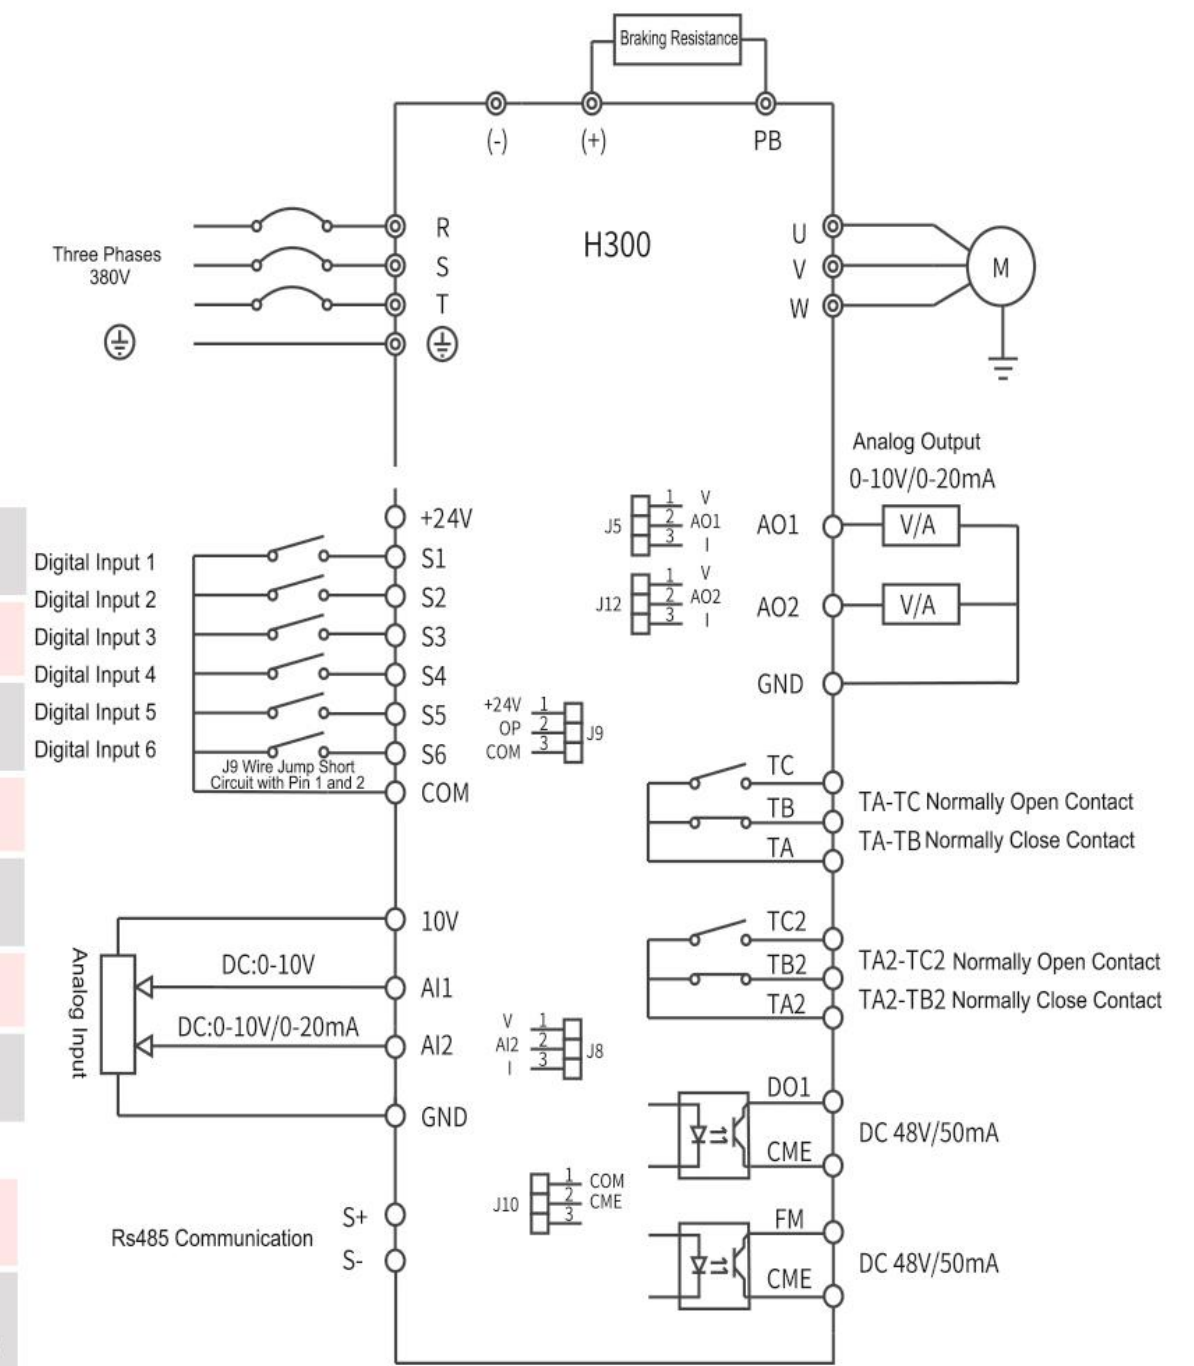 Braking Resistance
(-)
(+)
PB
H300
Three Phases
380V
R
S
T
U
V
W
M
Analog Output
0-10V/0-20mA
+24V
Digital Input 1
S1
Digital Input 2
S2
Digital Input 3
S3
Digital Input 4
S4
Digital Input 5
S5
Digital Input 6
S6
J9 Wire Jump Short
Circuit with Pin 1 and 2
COM
J5
1 V
2 AO1
3 I
J12
1 V
2 AO2
3 I
AO1
V/A
AO2
V/A
GND
+24V 1
OP 2
COM 3
J9
TC
TB
TA
TA-TC Normally Open Contact
TA-TB Normally Close Contact
10V
Analog Input
DC:0-10V
AI1
DC:0-10V/0-20mA
AI2
GND
V 1
AI2 2
I 3
J8
TC2
TB2
TA2
TA2-TC2 Normally Open Contact
TA2-TB2 Normally Close Contact
DO1
CME
DC 48V/50mA
J10
1 COM
2 CME
3
FM
CME
DC 48V/50mA
S+
Rs485 Communication
S-